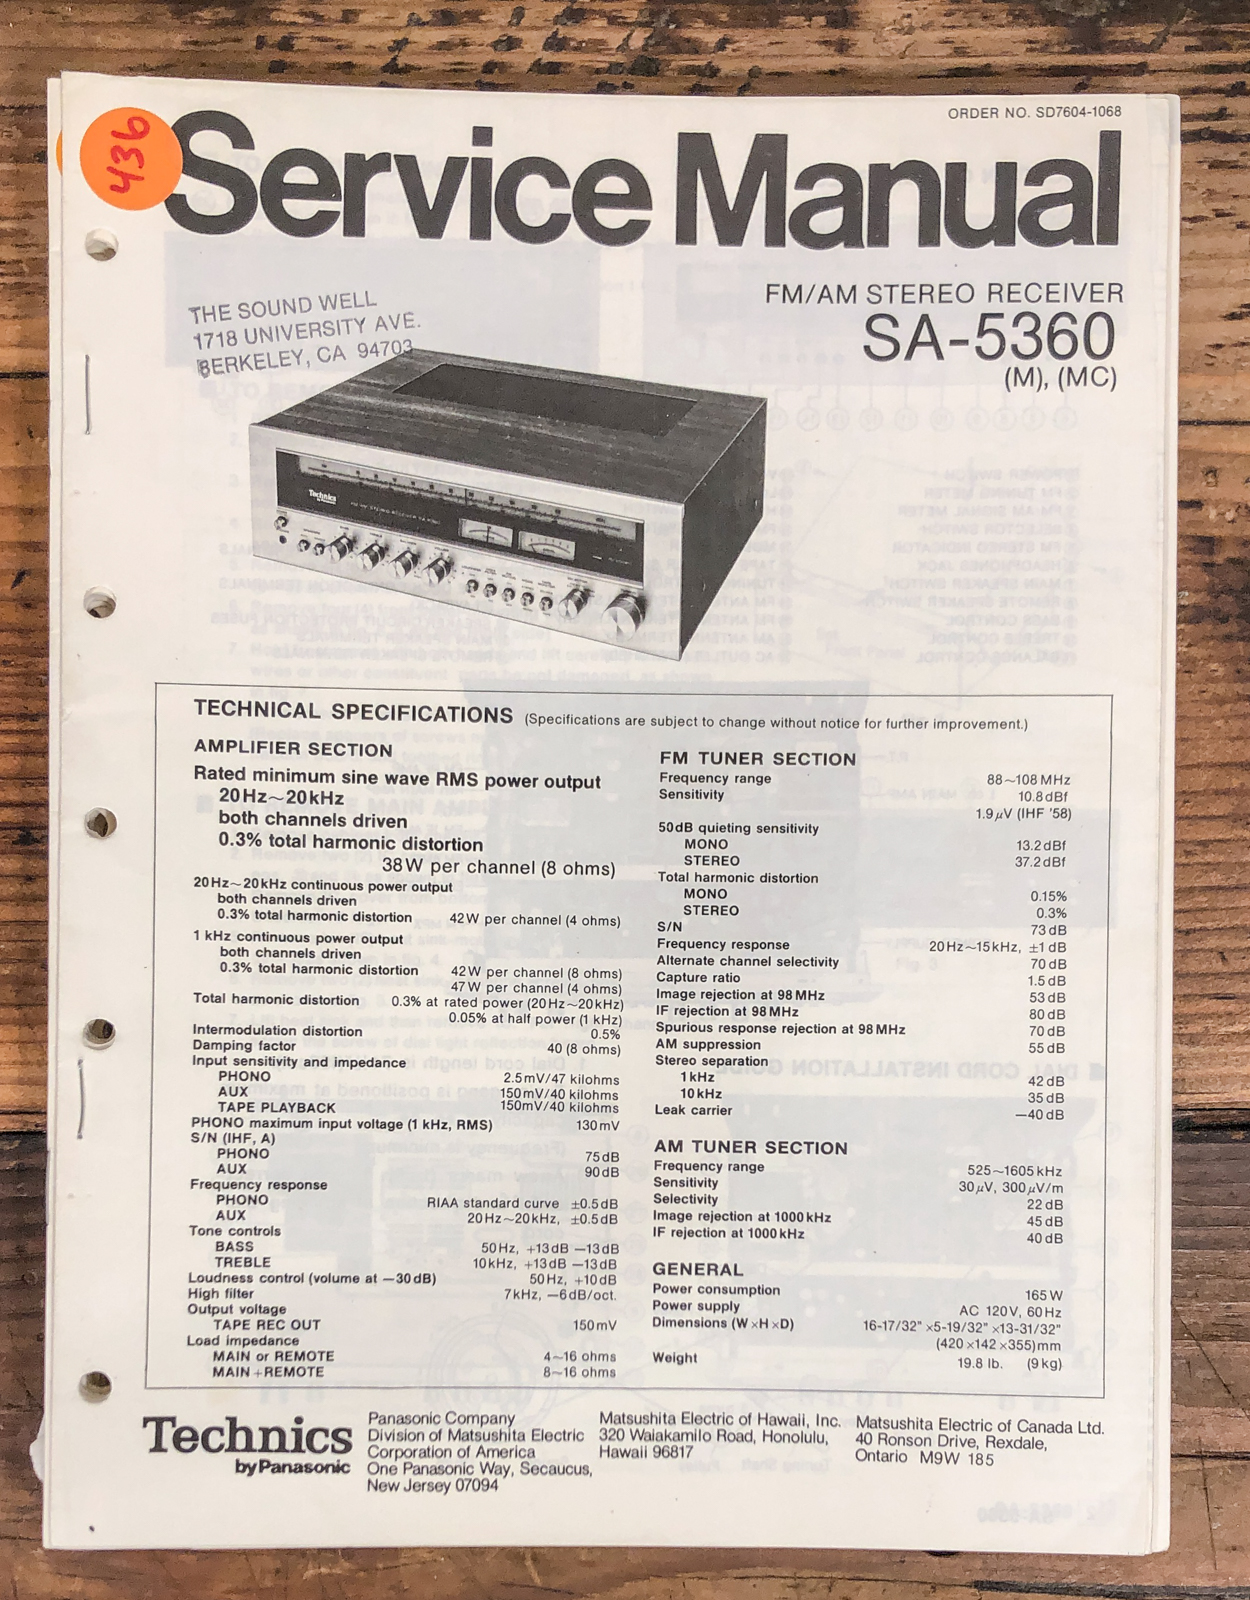 ORDER NO. SD7604-1068
436
Service Manual
FM/AM STEREO RECEIVER
SA-5360
(M), (MC)
THE SOUND WELL
1718 UNIVERSITY AVE.
BERKELEY, CA 94703
Technics
TECHNICAL SPECIFICATIONS (Specifications are subject to change without notice for further improvement.)
AMPLIFIER SECTION
Rated minimum sine wave RMS power output
20Hz~20kHz
both channels driven
0.3% total harmonic distortion
38W per channel (8 ohms)
20Hz~20kHz continuous power output
both channels driven
0.3% total harmonic distortion 42W per channel (4 ohms)
1 kHz continuous power output
both channels driven
0.3% total harmonic distortion 42W per channel (8 ohms)
47W per channel (4 ohms)
Total harmonic distortion 0.3% at rated power (20Hz~20kHz)
0.05% at half power (1 kHz)
Intermodulation distortion 0.5%
Damping factor 40 (8 ohms)
Input sensitivity and impedance
PHONO 2.5mV/47 kilohms
AUX 150mV/40 kilohms
TAPE PLAYBACK 150mV/40 kilohms
PHONO maximum input voltage (1 kHz, RMS) 130mV
S/N (IHF, A)
PHONO 75dB
AUX 90dB
Frequency response
PHONO RIAA standard curve ±0.5dB
AUX 20Hz~20kHz, ±0.5dB
Tone controls
BASS 50Hz, +13dB −13dB
TREBLE 10kHz, +13dB −13dB
Loudness control (volume at −30dB) 50Hz, +10dB
High filter 7kHz, −6dB/oct.
Output voltage
TAPE REC OUT 150mV
Load impedance
MAIN or REMOTE 4~16 ohms
MAIN+REMOTE 8~16 ohms
FM TUNER SECTION
Frequency range 88~108MHz
Sensitivity 10.8dBf
1.9μV (IHF '58)
50dB quieting sensitivity
MONO 13.2dBf
STEREO 37.2dBf
Total harmonic distortion
MONO 0.15%
STEREO 0.3%
S/N 73dB
Frequency response 20Hz~15kHz, ±1dB
Alternate channel selectivity 70dB
Capture ratio 1.5dB
Image rejection at 98MHz 53dB
IF rejection at 98MHz 80dB
Spurious response rejection at 98MHz 70dB
AM suppression 55dB
Stereo separation
1kHz 42dB
10kHz 35dB
Leak carrier −40dB
AM TUNER SECTION
Frequency range 525~1605kHz
Sensitivity 30μV, 300μV/m
Selectivity 22dB
Image rejection at 1000kHz 45dB
IF rejection at 1000kHz 40dB
GENERAL
Power consumption 165W
Power supply AC 120V, 60Hz
Dimensions (W×H×D) 16-17/32" ×5-19/32" ×13-31/32"
(420×142×355)mm
Weight 19.8 lb. (9kg)
Technics
by Panasonic
Panasonic Company
Division of Matsushita Electric
Corporation of America
One Panasonic Way, Secaucus,
New Jersey 07094
Matsushita Electric of Hawaii, Inc.
320 Waiakamilo Road, Honolulu,
Hawaii 96817
Matsushita Electric of Canada Ltd.
40 Ronson Drive, Rexdale,
Ontario M9W 185